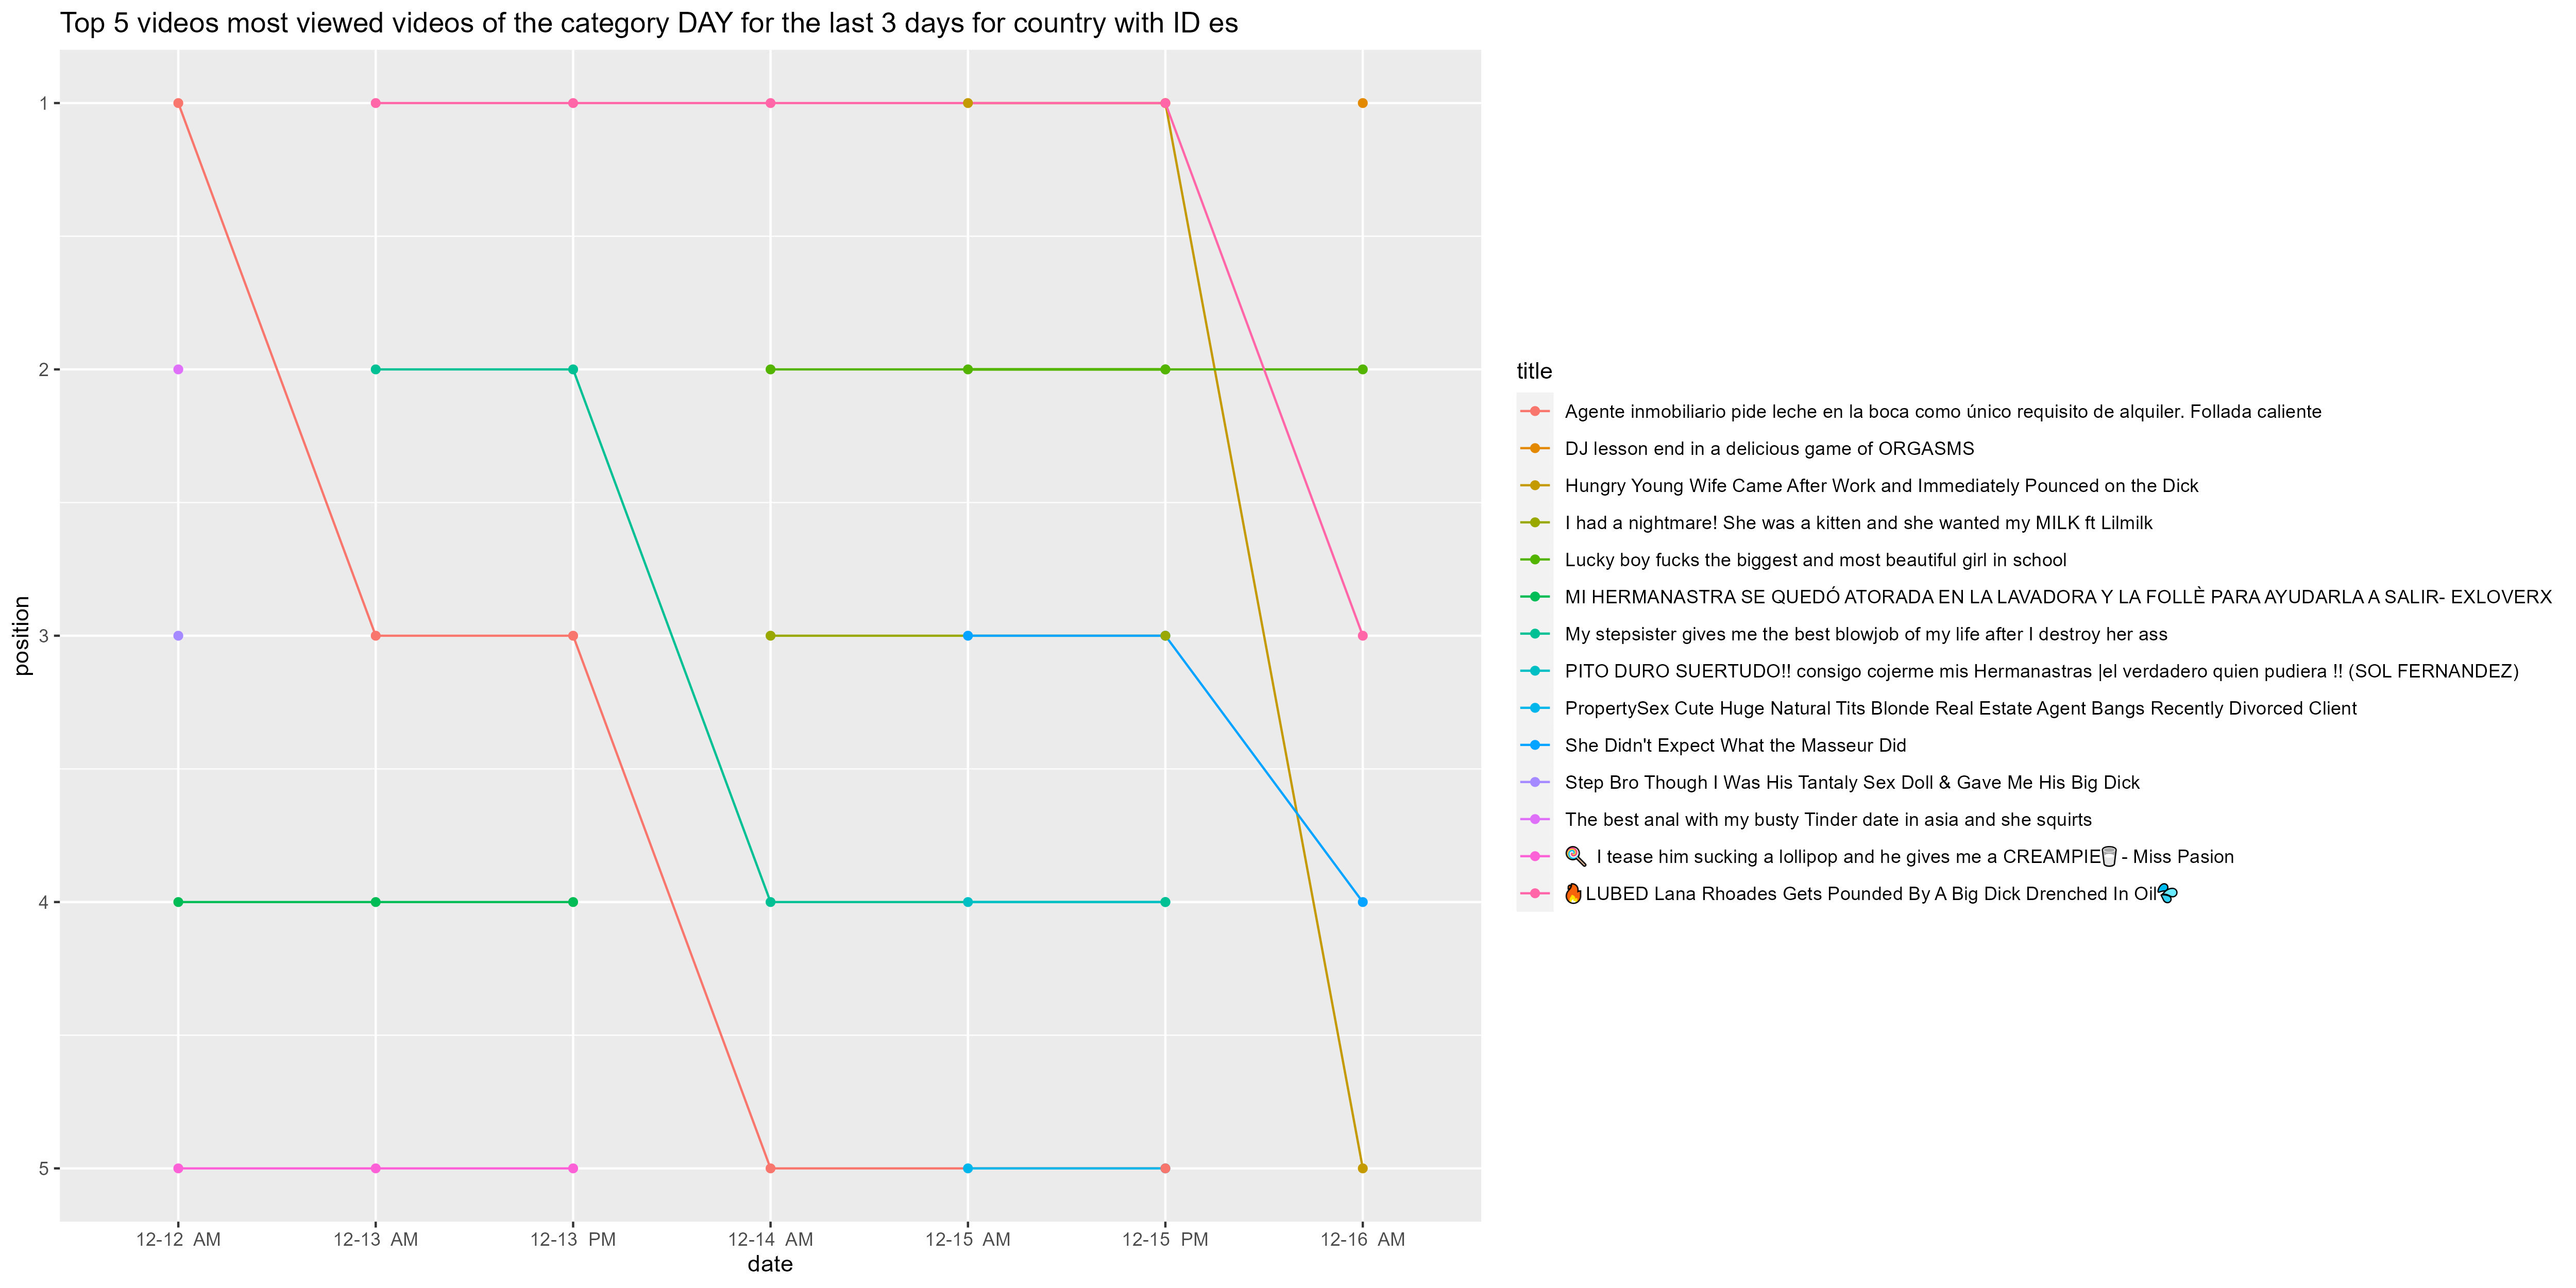 Top 5 videos most viewed videos of the category DAY for the last 3 days for country with ID es
1
2
3
4
5
position
12-12 AM
12-13 AM
12-13 PM
12-14 AM
12-15 AM
12-15 PM
12-16 AM
date
title
Agente inmobiliario pide leche en la boca como único requisito de alquiler. Follada caliente
DJ lesson end in a delicious game of ORGASMS
Hungry Young Wife Came After Work and Immediately Pounced on the Dick
I had a nightmare! She was a kitten and she wanted my MILK ft Lilmilk
Lucky boy fucks the biggest and most beautiful girl in school
MI HERMANASTRA SE QUEDÓ ATORADA EN LA LAVADORA Y LA FOLLÈ PARA AYUDARLA A SALIR- EXLOVERX
My stepsister gives me the best blowjob of my life after I destroy her ass
PITO DURO SUERTUDO!! consigo cojerme mis Hermanastras |el verdadero quien pudiera !! (SOL FERNANDEZ)
PropertySex Cute Huge Natural Tits Blonde Real Estate Agent Bangs Recently Divorced Client
She Didn't Expect What the Masseur Did
Step Bro Though I Was His Tantaly Sex Doll & Gave Me His Big Dick
The best anal with my busty Tinder date in asia and she squirts
🍭 I tease him sucking a lollipop and he gives me a CREAMPIE🥛 - Miss Pasion
🔥LUBED Lana Rhoades Gets Pounded By A Big Dick Drenched In Oil💦